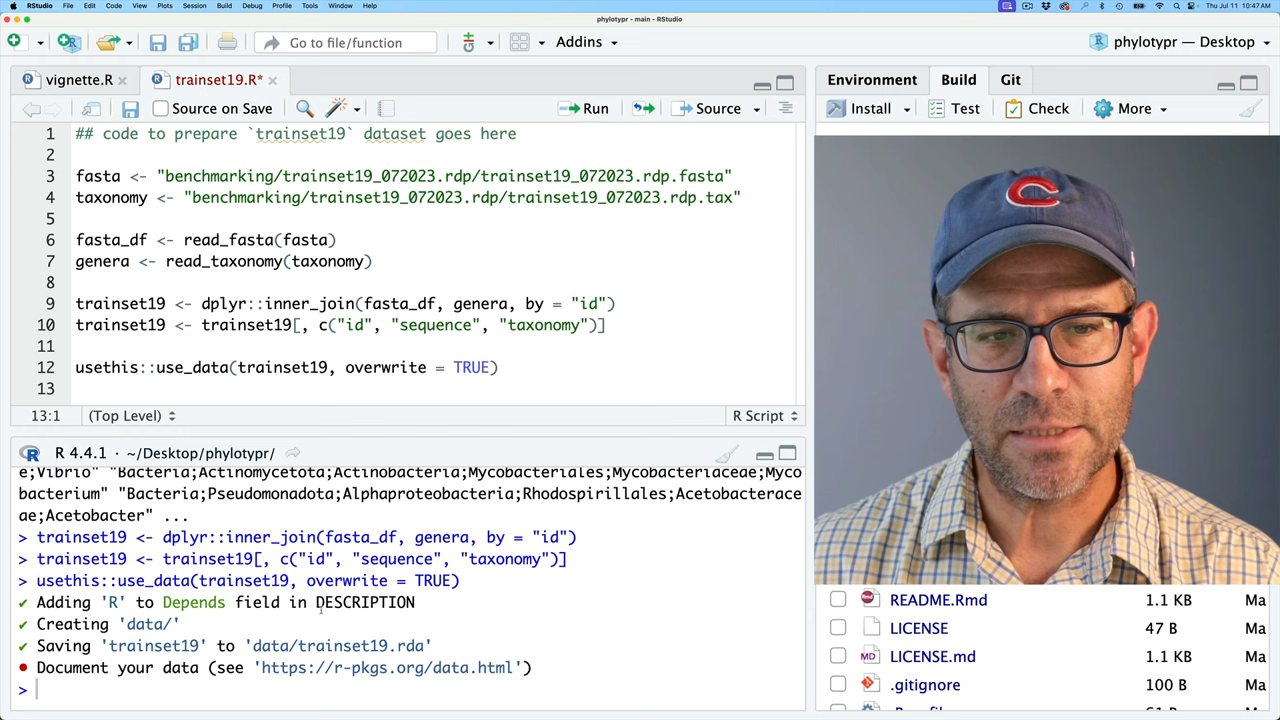 RStudio File Edit Code View Plots Session Build Debug Profile Tools Window Help Thu Jul 11 10:47 AM
phylotypr - main - RStudio
Go to file/function Addins phylotypr — Desktop
vignette.R trainset19.R* Environment Build Git
Source on Save Run Source Install Test Check More
1 ## code to prepare `trainset19` dataset goes here
2
3 fasta <- "benchmarking/trainset19_072023.rdp/trainset19_072023.rdp.fasta"
4 taxonomy <- "benchmarking/trainset19_072023.rdp/trainset19_072023.rdp.tax"
5
6 fasta_df <- read_fasta(fasta)
7 genera <- read_taxonomy(taxonomy)
8
9 trainset19 <- dplyr::inner_join(fasta_df, genera, by = "id")
10 trainset19 <- trainset19[, c("id", "sequence", "taxonomy")]
11
12 usethis::use_data(trainset19, overwrite = TRUE)
13
13:1 (Top Level) R Script
R 4.4.1 · ~/Desktop/phylotypr/
e;Vibrio" "Bacteria;Actinomycetota;Actinobacteria;Mycobacteriales;Mycobacteriaceae;Myco
bacterium" "Bacteria;Pseudomonadota;Alphaproteobacteria;Rhodospirillales;Acetobacterace
ae;Acetobacter" ...
> trainset19 <- dplyr::inner_join(fasta_df, genera, by = "id")
> trainset19 <- trainset19[, c("id", "sequence", "taxonomy")]
> usethis::use_data(trainset19, overwrite = TRUE)
✔ Adding 'R' to Depends field in DESCRIPTION
✔ Creating 'data/'
✔ Saving 'trainset19' to 'data/trainset19.rda'
● Document your data (see 'https://r-pkgs.org/data.html')
>
C
README.Rmd 1.1 KB Ma
LICENSE 47 B Ma
LICENSE.md 1.1 KB Ma
.gitignore 100 B Ma